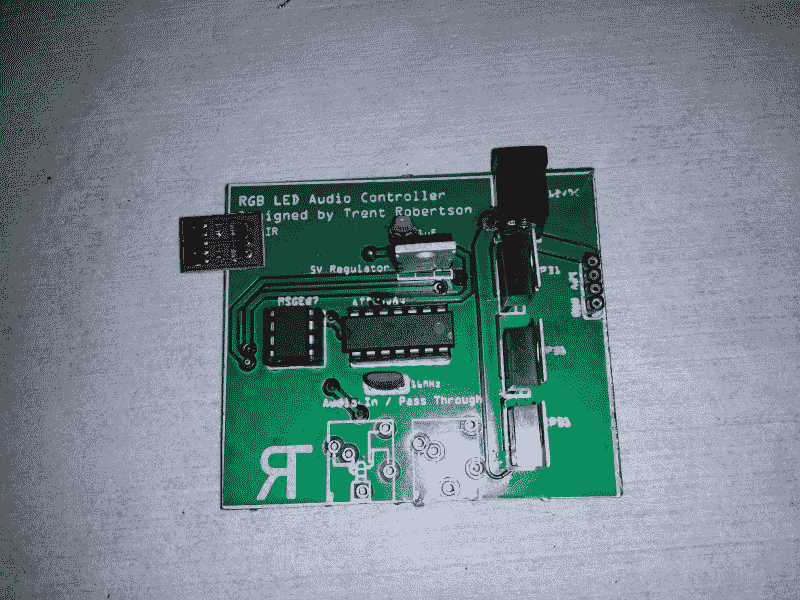 RGB LED Audio Controller
Designed by Trent Robertson
IR
5V Regulator
MSGEQ7
16MHz
Audio In / Pass Through
RT